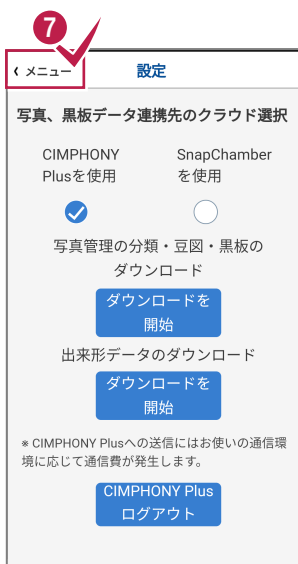 7
‹ メニュー
設定
写真、黒板データ連携先のクラウド選択
CIMPHONY
Plusを使用
SnapChamber
を使用
写真管理の分類・豆図・黒板の
ダウンロード
ダウンロードを
開始
出来形データのダウンロード
ダウンロードを
開始
※ CIMPHONY Plusへの送信にはお使いの通信環
境に応じて通信費が発生します。
CIMPHONY Plus
ログアウト